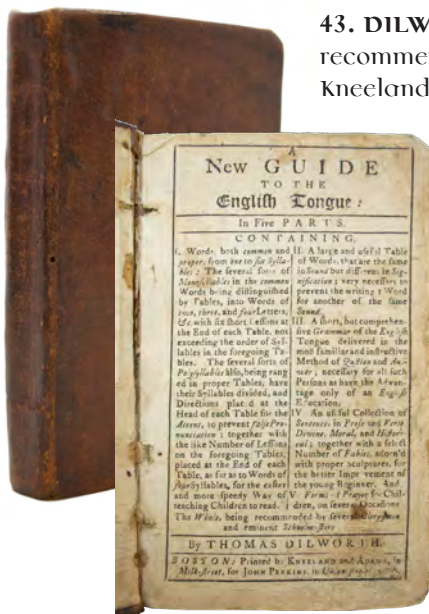 43. DILW
recomme
Kneeland
A
New GUIDE
TO THE
Engliſh Tongue:
In Five PARTS.
CONTAINING,
I. Words, both common and
proper, from one to ſix Sylla-
bles: The ſeveral ſorts of
Monoſyllables in the common
Words being diſtinguiſhed
by Tables, into Words of
two, three, and four Letters,
&c. with ſix ſhort Leſſons at
the End of each Table, not
exceeding the order of Syl-
lables in the foregoing Ta-
bles. The ſeveral ſorts of
Polyſyllables alſo, being rang
ed in proper Tables, have
their Syllables divided, and
Directions plac'd at the
Head of each Table for the
Accent, to prevent falſe Pro-
nunciation; together with
the like Number of Leſſons
on the foregoing Tables,
placed at the End of each
Table, as far as to Words of
four Syllables, for the eaſier
and more ſpeedy Way of
teaching Children to read.
II. A large and uſeful Table
of Words, that are the ſame
in Sound but different in Sig-
nification; very neceſſary to
prevent the writing 1 Word
for another of the ſame
Sound.
III. A ſhort, but comprehen-
ſive Grammar of the Engliſh
Tongue delivered in the
moſt familiar and inſtructive
Method of Queſtion and An-
ſwer; neceſſary for all ſuch
Perſons as have the Advan-
tage only of an Engliſh
Education.
IV. An uſeful Collection of
Sentences in Proſe and Verſe
Divine, Moral, and Hiſtori-
cal; together with a ſelect
Number of Fables, adorn'd
with proper ſculptures, for
the better Improvement of
the young Beginner. And
V. Forms of Prayer for Chil-
dren, on ſeveral Occaſions
The Whole, being recommended by ſeveral Clergymen
and eminent Schoolmaſters
By THOMAS DILWORTH.
BOSTON: Printed by KNEELAND and ADAMS, in
Milk-ſtreet, for JOHN PERKINS, in